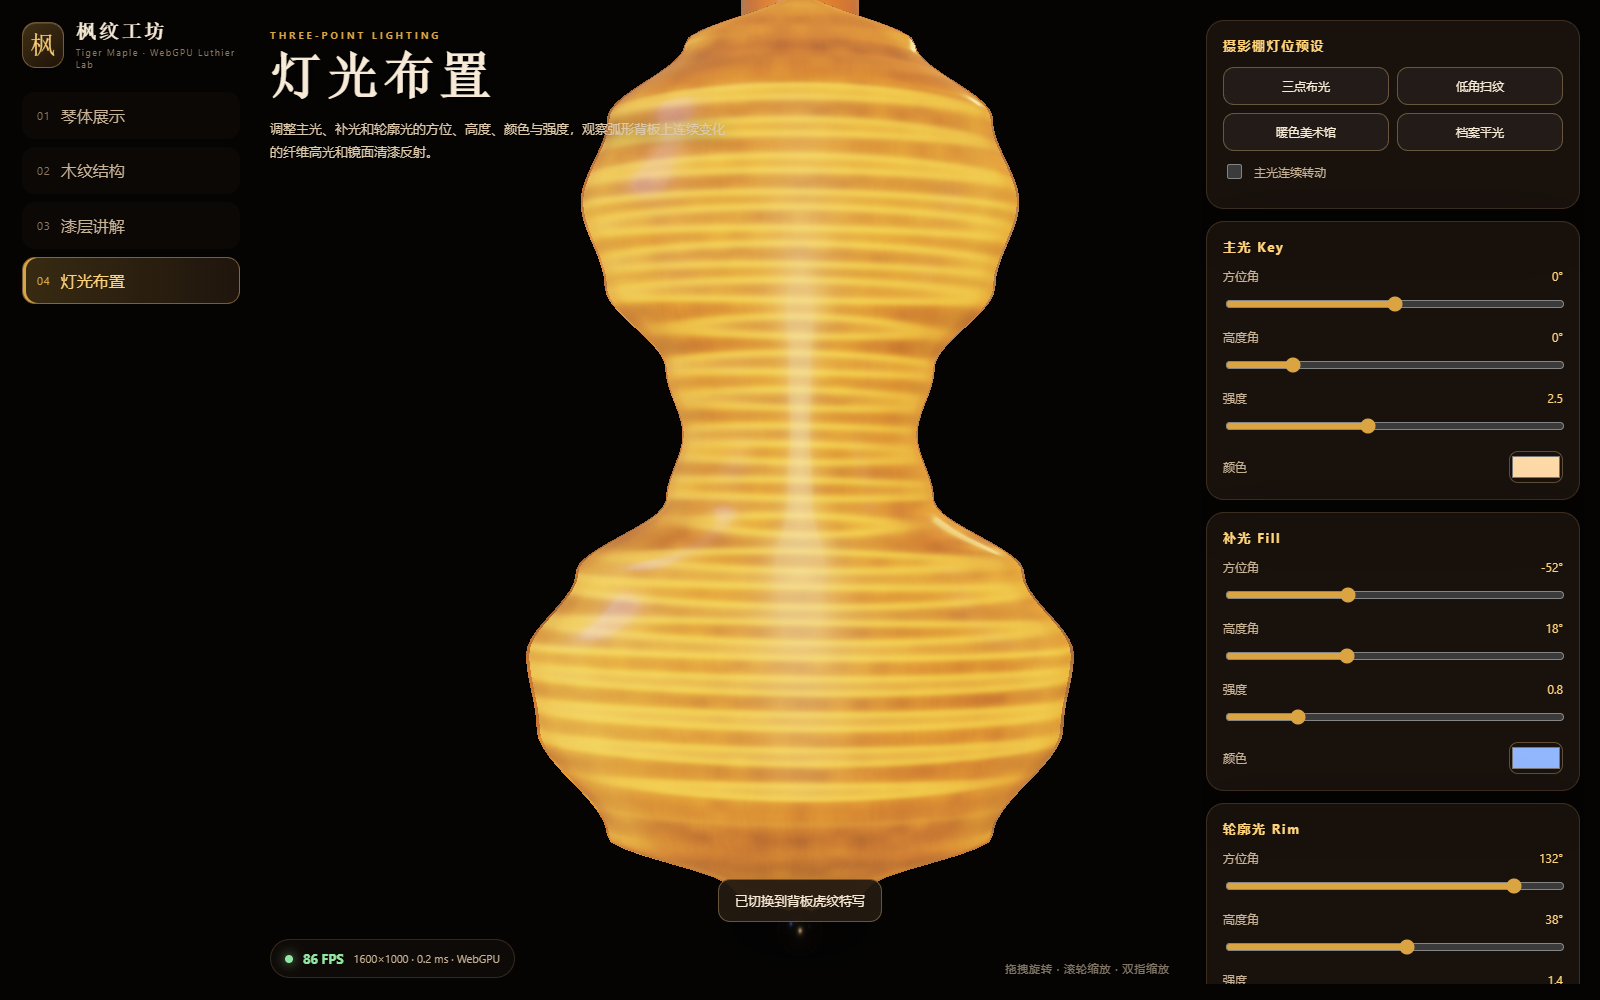 枫
枫纹工坊
Tiger Maple · WebGPU Luthier
Lab
01 琴体展示
02 木纹结构
03 漆层讲解
04 灯光布置
THREE-POINT LIGHTING
灯光布置
调整主光、补光和轮廓光的方位、高度、颜色与强度，观察弧形背板上连续变化
的纤维高光和镜面清漆反射。
已切换到背板虎纹特写
86 FPS 1600×1000 · 0.2 ms · WebGPU
拖拽旋转 · 滚轮缩放 · 双指缩放
摄影棚灯位预设
三点布光 低角扫纹
暖色美术馆 档案平光
主光连续转动
主光 Key
方位角 0°
高度角 0°
强度 2.5
颜色
补光 Fill
方位角 -52°
高度角 18°
强度 0.8
颜色
轮廓光 Rim
方位角 132°
高度角 38°
强度 1.4